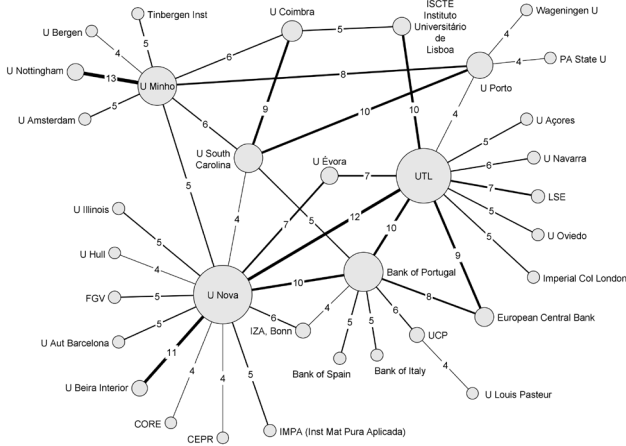 Tinbergen Inst
U Bergen
4
5
U Nottingham
13
U Minho
U Amsterdam
5
U Coimbra
6
5
ISCTE
Instituto
Universitário
de
Lisboa
8
9
10
10
Wageningen U
4
4
PA State U
U Porto
4
6
U South
Carolina
5
U Évora
7
UTL
5
U Açores
6
U Navarra
7
LSE
5
U Oviedo
5
Imperial Col London
4
7
5
12
10
9
U Illinois
5
U Hull
4
FGV
5
U Nova
10
Bank of Portugal
8
European Central Bank
U Aut Barcelona
5
11
U Beira Interior
6
IZA, Bonn
4
5
Bank of Spain
5
Bank of Italy
6
UCP
4
U Louis Pasteur
4
CORE
4
CEPR
5
IMPA (Inst Mat Pura Aplicada)